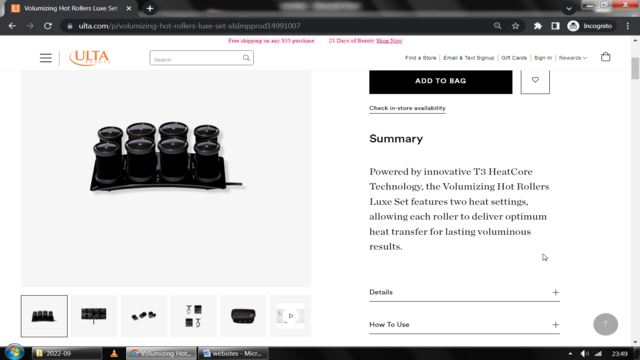 Volumizing Hot Rollers Luxe Set
ulta.com/p/volumizing-hot-rollers-luxe-set-xslmpprod14991007
Incognito
Free shipping on any $35 purchase 21 Days of Beauty Shop Now
ULTA
BEAUTY
Search
Find a Store
Email & Text Signup
Gift Cards
Sign In
Rewards
ADD TO BAG
Check in-store availability
Summary
Powered by innovative T3 HeatCore
Technology, the Volumizing Hot Rollers
Luxe Set features two heat settings,
allowing each roller to deliver optimum
heat transfer for lasting voluminous
results.
Details
How To Use
2022-09
Volumizing Hot...
websites - Micr...
23:49